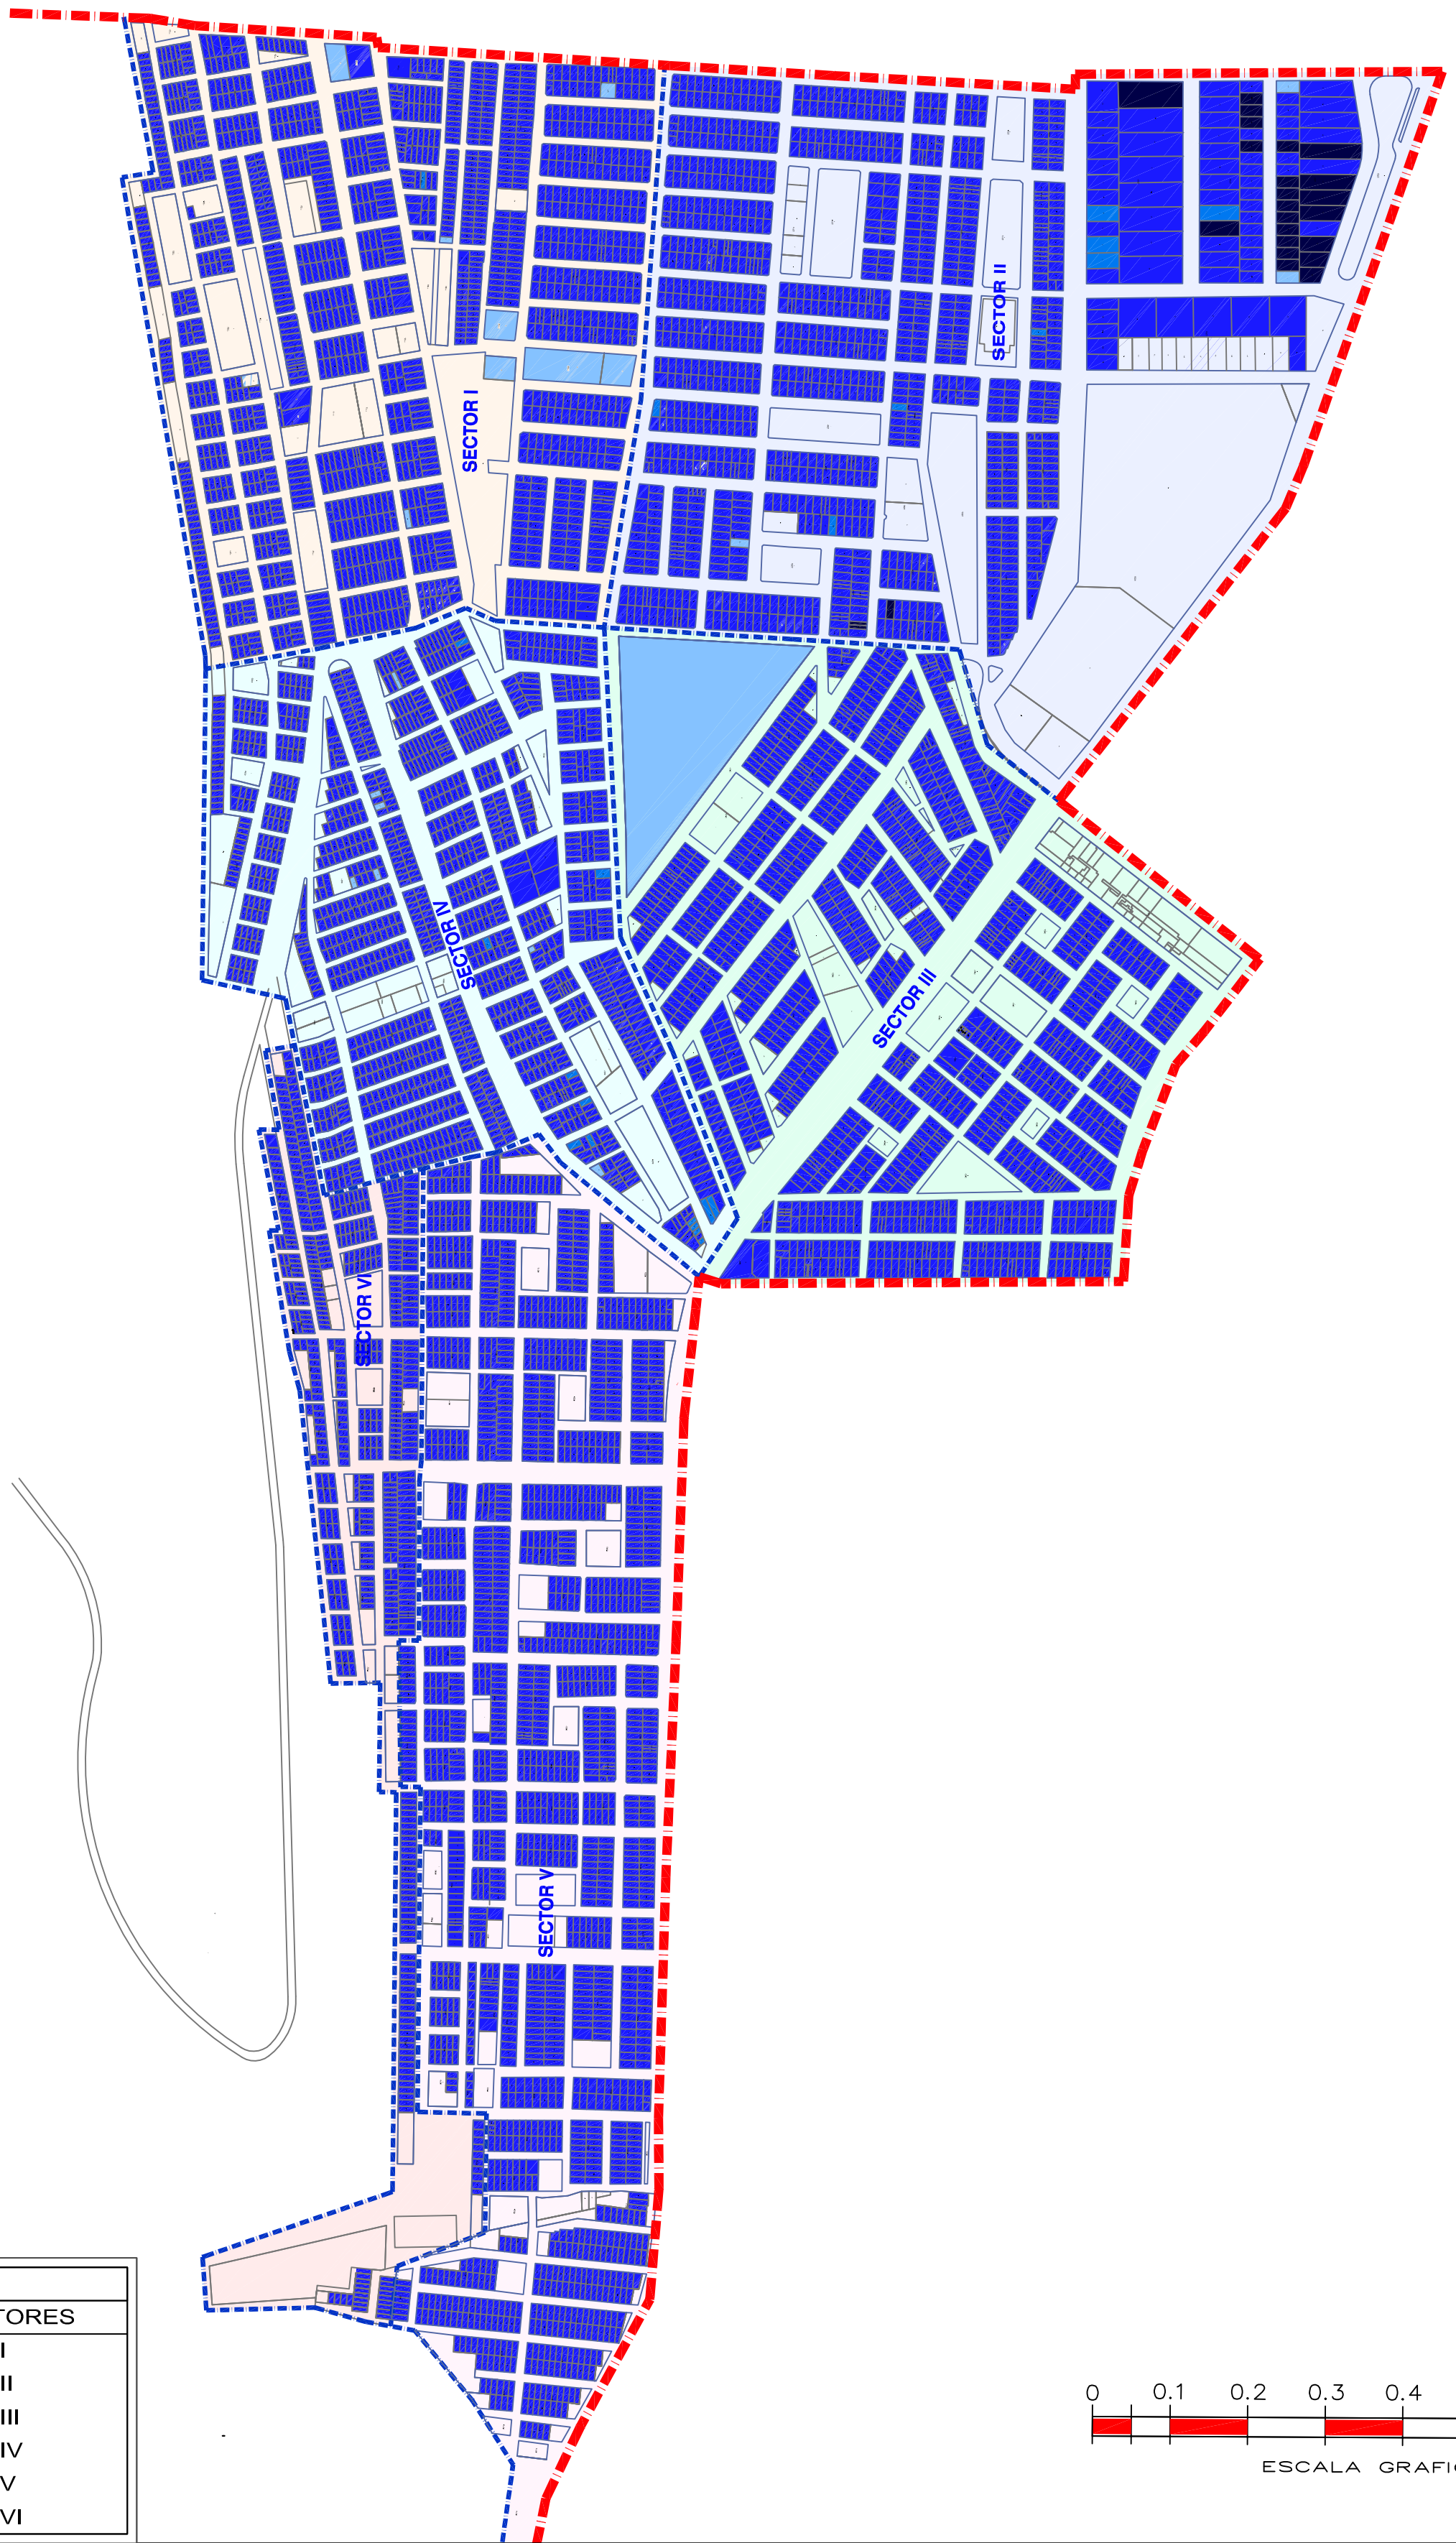 SECTOR I
SECTOR II
SECTOR III
SECTOR IV
SECTOR VI
SECTOR V
TORES
I
II
III
IV
V
VI
0 0.1 0.2 0.3 0.4
ESCALA GRAFIC